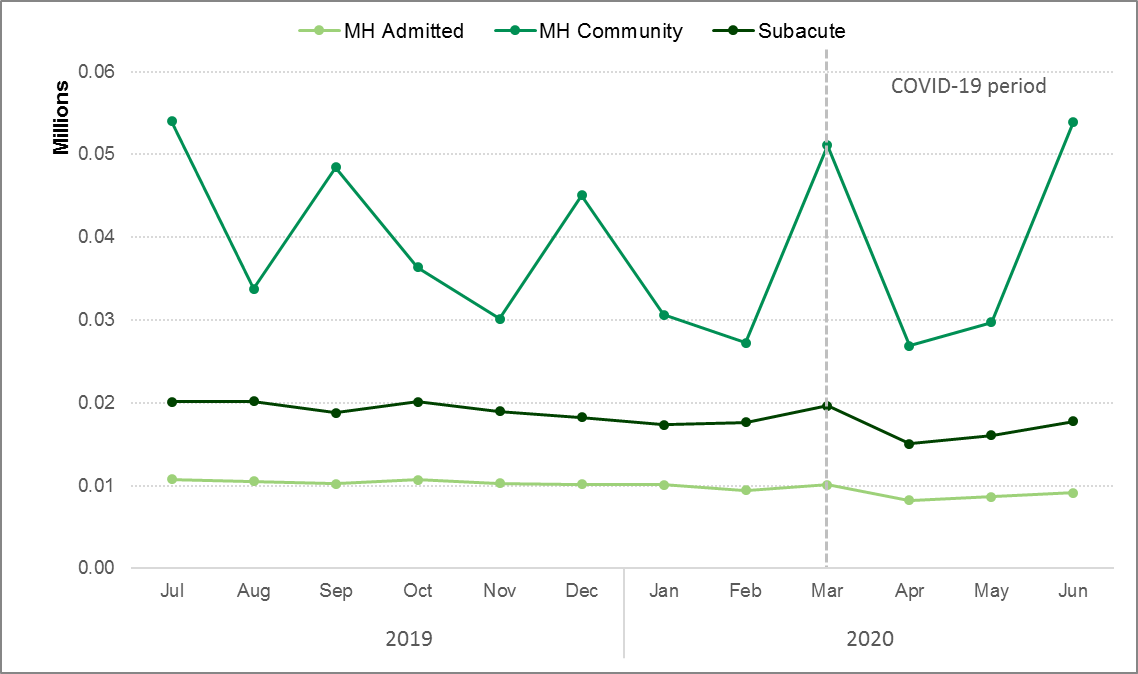 MH Admitted MH Community Subacute
Millions
COVID-19 period
0.06
0.05
0.04
0.03
0.02
0.01
0.00
Jul Aug Sep Oct Nov Dec Jan Feb Mar Apr May Jun
2019 2020